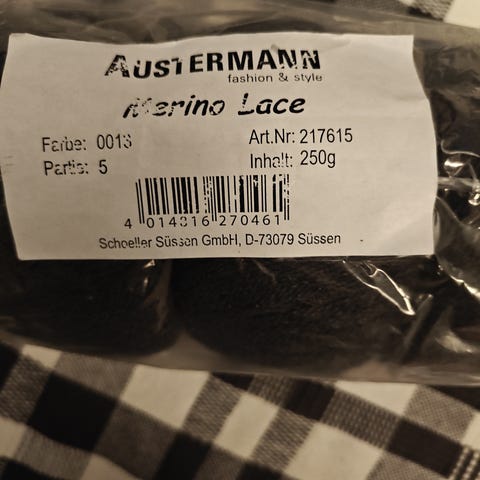 AUSTERMANN
fashion & style
Merino Lace
Farbe: 0013 Art.Nr: 217615
Partie: 5 Inhalt: 250g
4 014316 270461
Schoeller Süssen GmbH, D-73079 Süssen